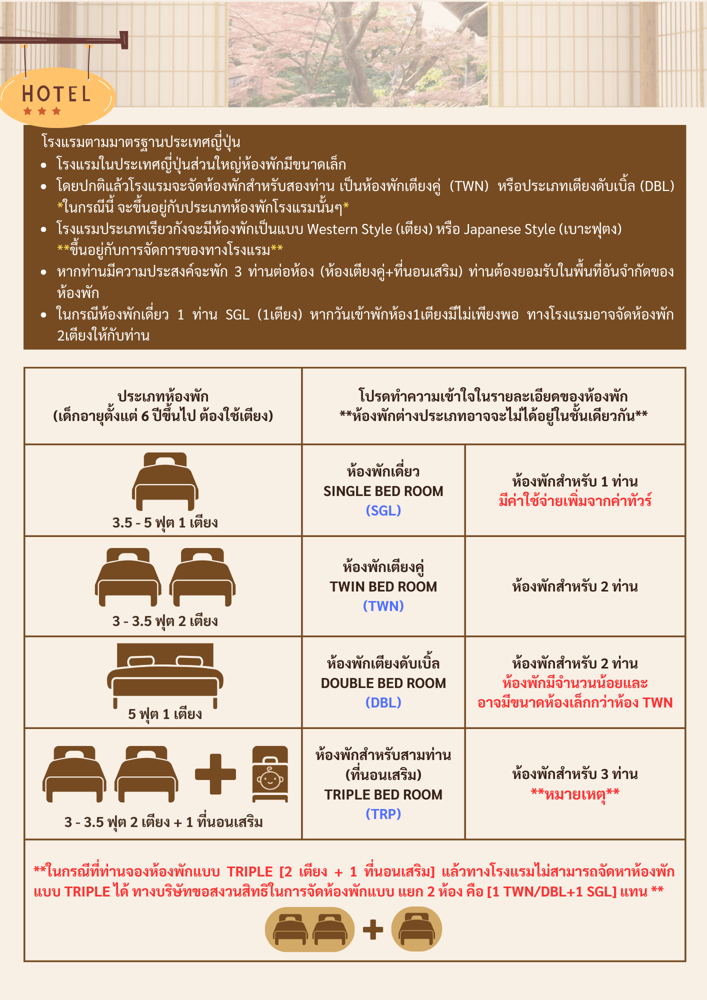 HOTEL
โรงแรมตามมาตรฐานประเทศญี่ปุ่น
• โรงแรมในประเทศญี่ปุ่นส่วนใหญ่ห้องพักมีขนาดเล็ก
• โดยปกติแล้วโรงแรมจะจัดห้องพักสำหรับสองท่าน เป็นห้องพักเตียงคู่ (TWN) หรือประเภทเตียงดับเบิ้ล (DBL)
*ในกรณีนี้ จะขึ้นอยู่กับประเภทห้องพักโรงแรมนั้นๆ*
• โรงแรมประเภทเรียวกังจะมีห้องพักเป็นแบบ Western Style (เตียง) หรือ Japanese Style (เบาะฟุตง)
**ขึ้นอยู่กับการจัดการของทางโรงแรม**
• หากท่านมีความประสงค์จะพัก 3 ท่านต่อห้อง (ห้องเตียงคู่+ที่นอนเสริม) ท่านต้องยอมรับในพื้นที่อันจำกัดของ
ห้องพัก
• ในกรณีห้องพักเดี่ยว 1 ท่าน SGL (1เตียง) หากวันเข้าพักห้อง1เตียงมีไม่เพียงพอ ทางโรงแรมอาจจัดห้องพัก
2เตียงให้กับท่าน
ประเภทห้องพัก
(เด็กอายุตั้งแต่ 6 ปีขึ้นไป ต้องใช้เตียง)
โปรดทำความเข้าใจในรายละเอียดของห้องพัก
**ห้องพักต่างประเภทอาจจะไม่ได้อยู่ในชั้นเดียวกัน**
3.5 - 5 ฟุต 1 เตียง
ห้องพักเดี่ยว
SINGLE BED ROOM
(SGL)
ห้องพักสำหรับ 1 ท่าน
มีค่าใช้จ่ายเพิ่มจากค่าทัวร์
3 - 3.5 ฟุต 2 เตียง
ห้องพักเตียงคู่
TWIN BED ROOM
(TWN)
ห้องพักสำหรับ 2 ท่าน
5 ฟุต 1 เตียง
ห้องพักเตียงดับเบิ้ล
DOUBLE BED ROOM
(DBL)
ห้องพักสำหรับ 2 ท่าน
ห้องพักมีจำนวนน้อยและ
อาจมีขนาดห้องเล็กกว่าห้อง TWN
3 - 3.5 ฟุต 2 เตียง + 1 ที่นอนเสริม
ห้องพักสำหรับสามท่าน
(ที่นอนเสริม)
TRIPLE BED ROOM
(TRP)
ห้องพักสำหรับ 3 ท่าน
**หมายเหตุ**
**ในกรณีที่ท่านจองห้องพักแบบ TRIPLE [2 เตียง + 1 ที่นอนเสริม] แล้วทางโรงแรมไม่สามารถจัดหาห้องพัก
แบบ TRIPLE ได้ ทางบริษัทขอสงวนสิทธิในการจัดห้องพักแบบ แยก 2 ห้อง คือ [1 TWN/DBL+1 SGL] แทน **